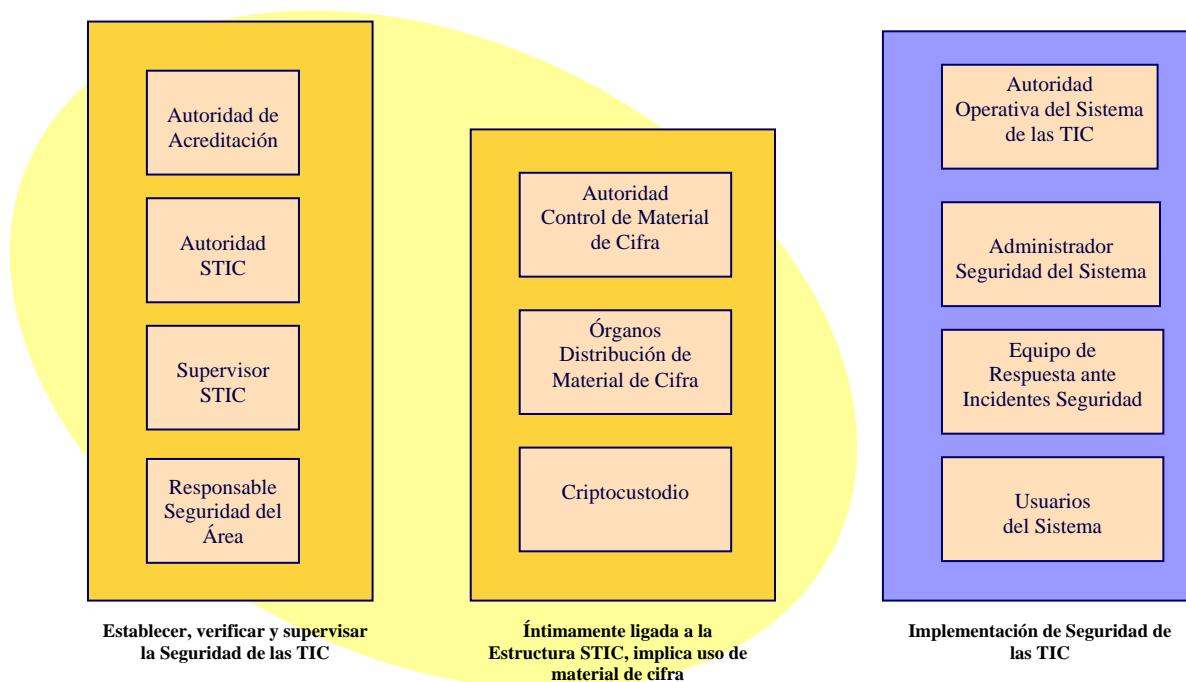 Autoridad de
Acreditación
Autoridad
STIC
Supervisor
STIC
Responsable
Seguridad del
Área
Establecer, verificar y supervisar
la Seguridad de las TIC
Autoridad
Control de Material
de Cifra
Órganos
Distribución de
Material de Cifra
Criptocustodio
Íntimamente ligada a la
Estructura STIC, implica uso de
material de cifra
Autoridad
Operativa del Sistema
de las TIC
Administrador
Seguridad del Sistema
Equipo de
Respuesta ante
Incidentes Seguridad
Usuarios
del Sistema
Implementación de Seguridad de
las TIC